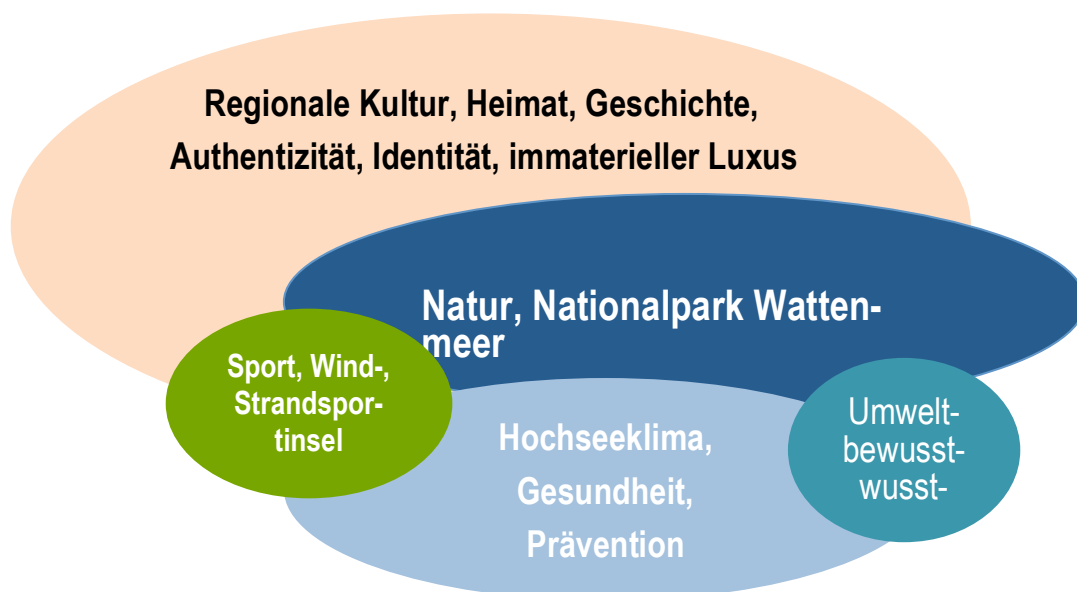 Regionale Kultur, Heimat, Geschichte,
Authentizität, Identität, immaterieller Luxus
Natur, Nationalpark Watten-
meer
Sport, Wind-,
Strandspor-
tinsel
Hochseeklima,
Gesundheit,
Prävention
Umwelt-
bewusst-
wusst-